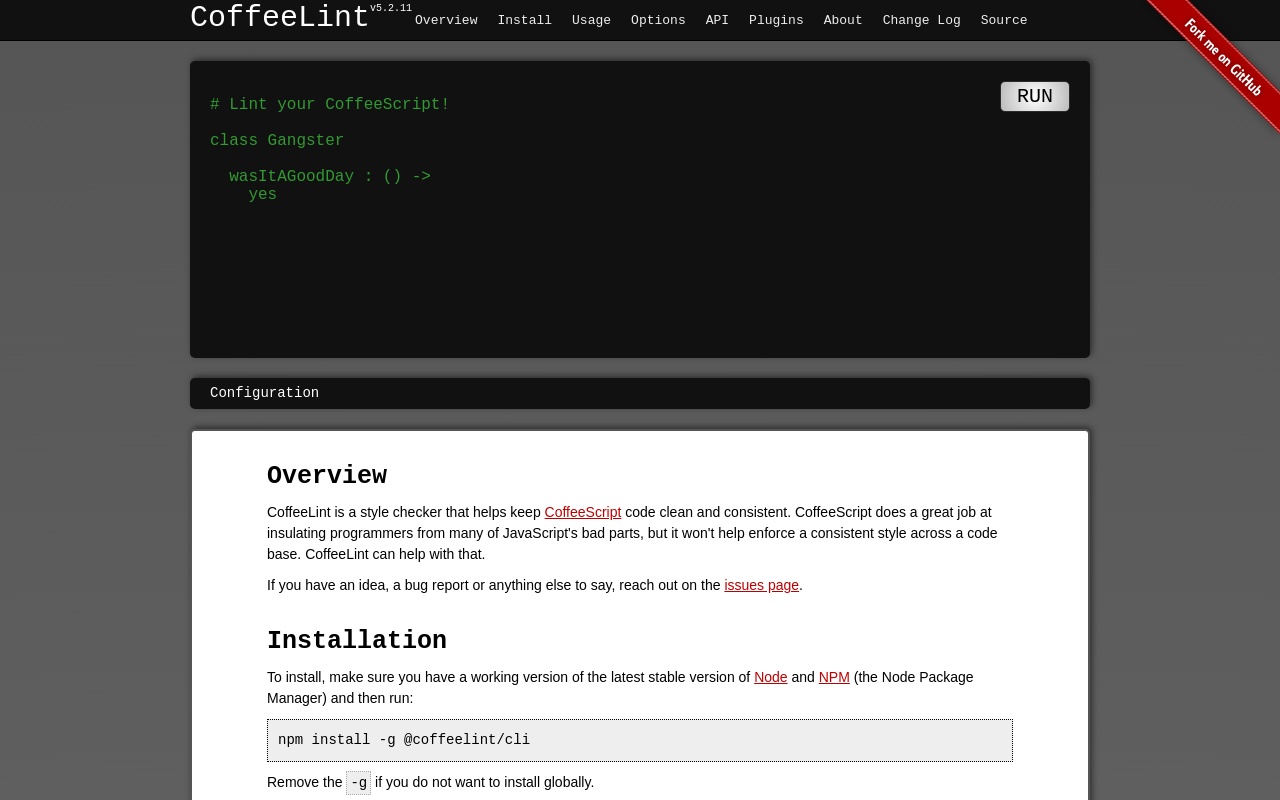 CoffeeLint v5.2.11 Overview Install Usage Options API Plugins About Change Log Source
Fork me on GitHub
RUN
# Lint your CoffeeScript!
class Gangster
wasItAGoodDay : () ->
yes
Configuration
Overview
CoffeeLint is a style checker that helps keep CoffeeScript code clean and consistent. CoffeeScript does a great job at
insulating programmers from many of JavaScript's bad parts, but it won't help enforce a consistent style across a code
base. CoffeeLint can help with that.
If you have an idea, a bug report or anything else to say, reach out on the issues page.
Installation
To install, make sure you have a working version of the latest stable version of Node and NPM (the Node Package
Manager) and then run:
npm install -g @coffeelint/cli
Remove the -g if you do not want to install globally.